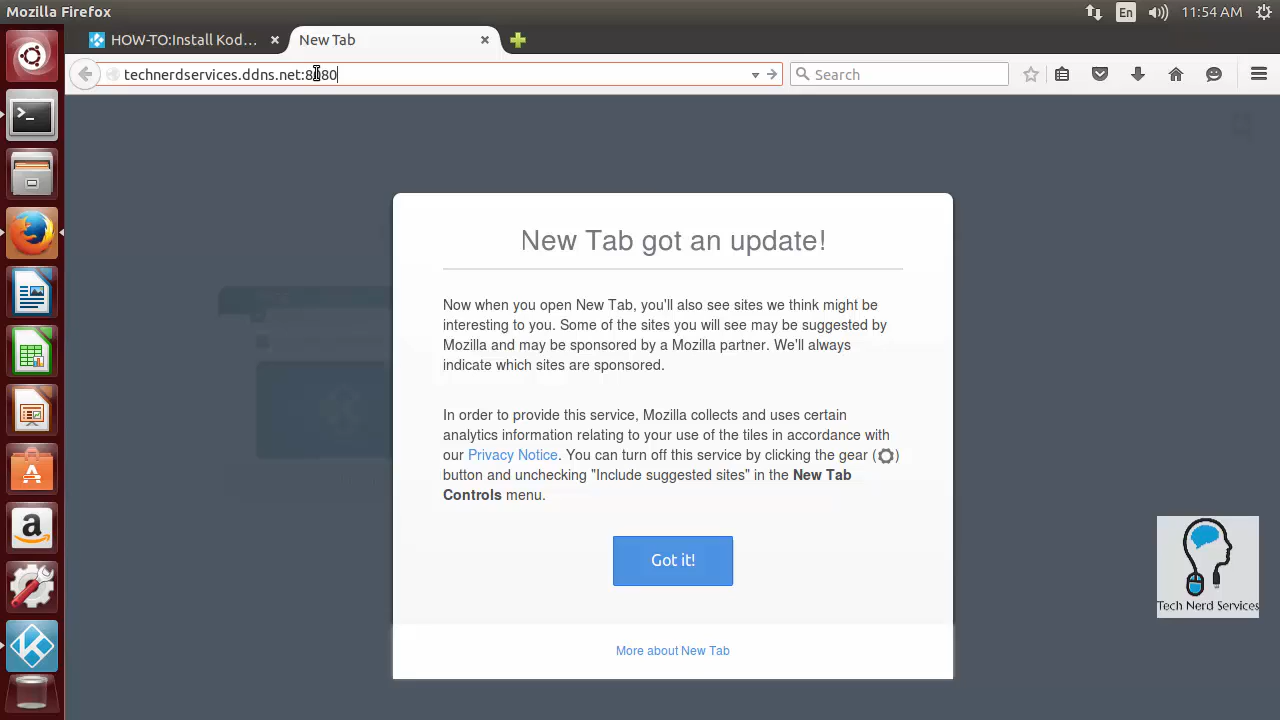 Mozilla Firefox
En
11:54 AM
HOW-TO:Install Kod...
New Tab
technerdservices.ddns.net:8080
Search
New Tab got an update!
Now when you open New Tab, you'll also see sites we think might be
interesting to you. Some of the sites you will see may be suggested by
Mozilla and may be sponsored by a Mozilla partner. We'll always
indicate which sites are sponsored.
In order to provide this service, Mozilla collects and uses certain
analytics information relating to your use of the tiles in accordance with
our Privacy Notice. You can turn off this service by clicking the gear ( )
button and unchecking "Include suggested sites" in the New Tab
Controls menu.
Got it!
More about New Tab
Tech Nerd Services